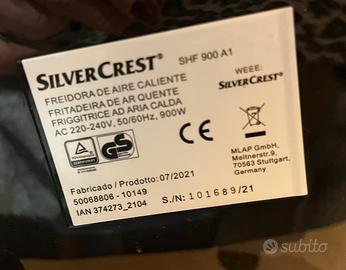 SILVERCREST®
SHF 900 A1
FREIDORA DE AIRE CALIENTE
FRITADEIRA DE AR QUENTE
FRIGGITRICE AD ARIA CALDA
AC 220-240V, 50/60Hz, 900W
WEEE:
SILVERCREST®
GS
MLAP GmbH,
Meitnerstr.9,
70563 Stuttgart,
Germany
Fabricado / Prodotto: 07/2021
50068806 - 10149
IAN 374273_2104
S./N: 101689/21
subito